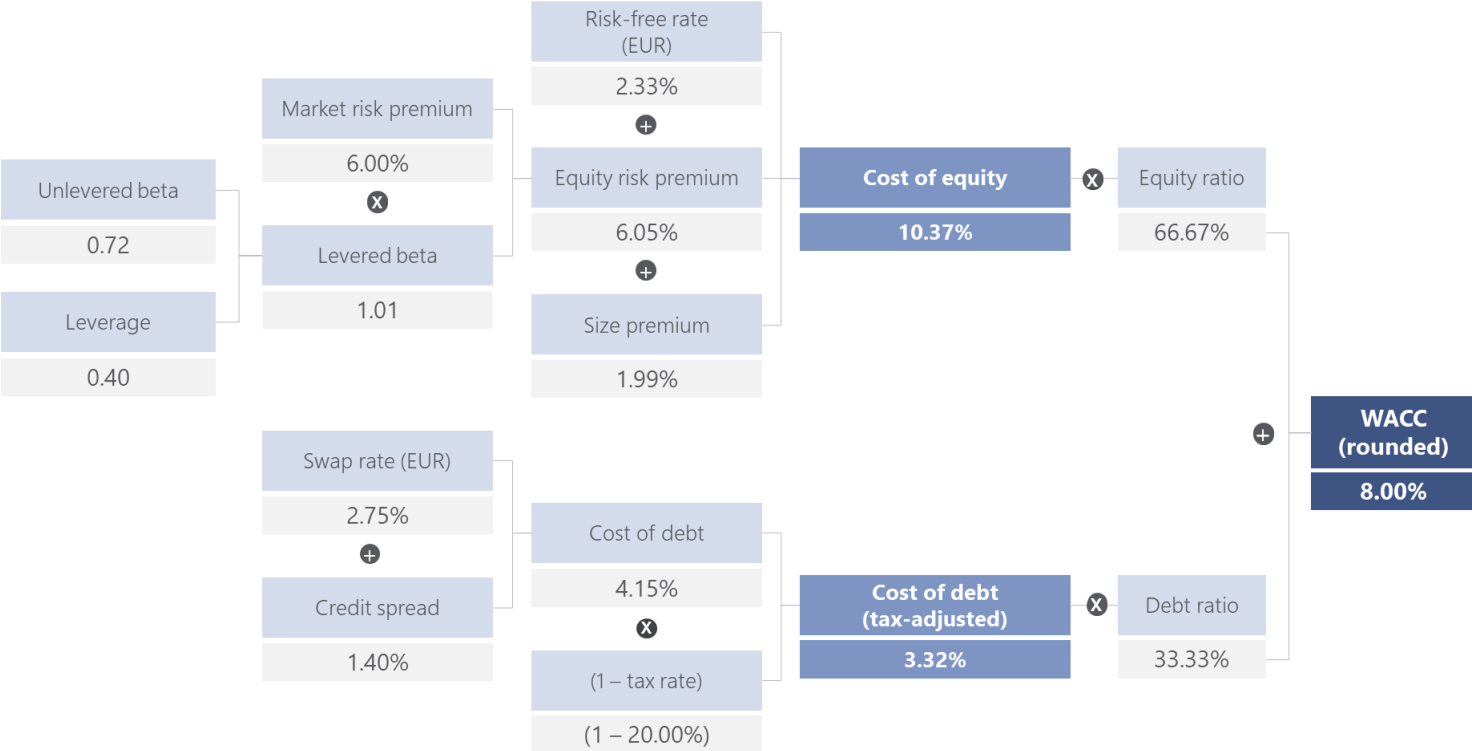 Unlevered beta
0.72
Leverage
0.40
Market risk premium
6.00%
X
Levered beta
1.01
Swap rate (EUR)
2.75%
+
Credit spread
1.40%
Risk-free rate
(EUR)
2.33%
+
Equity risk premium
6.05%
+
Size premium
1.99%
Cost of debt
4.15%
X
(1 – tax rate)
(1 – 20.00%)
Cost of equity
10.37%
X
Equity ratio
66.67%
Cost of debt
(tax-adjusted)
3.32%
X
Debt ratio
33.33%
+
WACC
(rounded)
8.00%